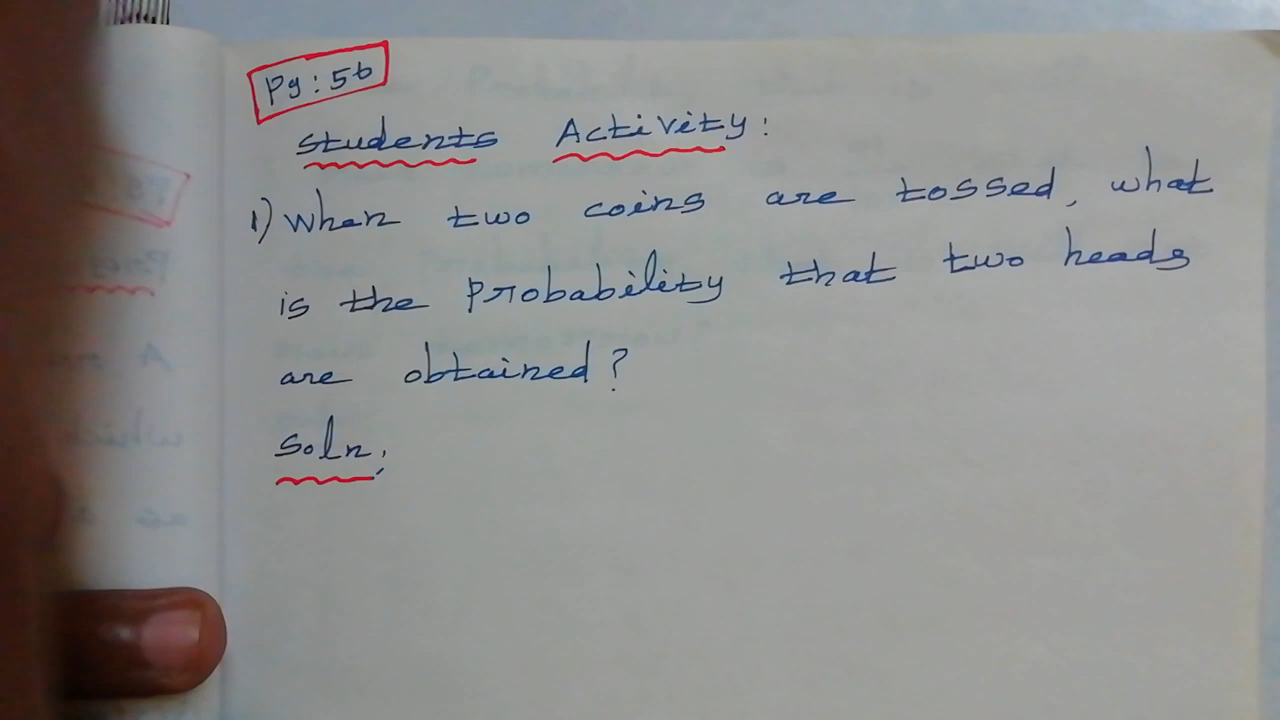 Pg: 56
Students Activity:
1) When two coins are tossed, what
is the Probability that two heads
are obtained?
Soln: